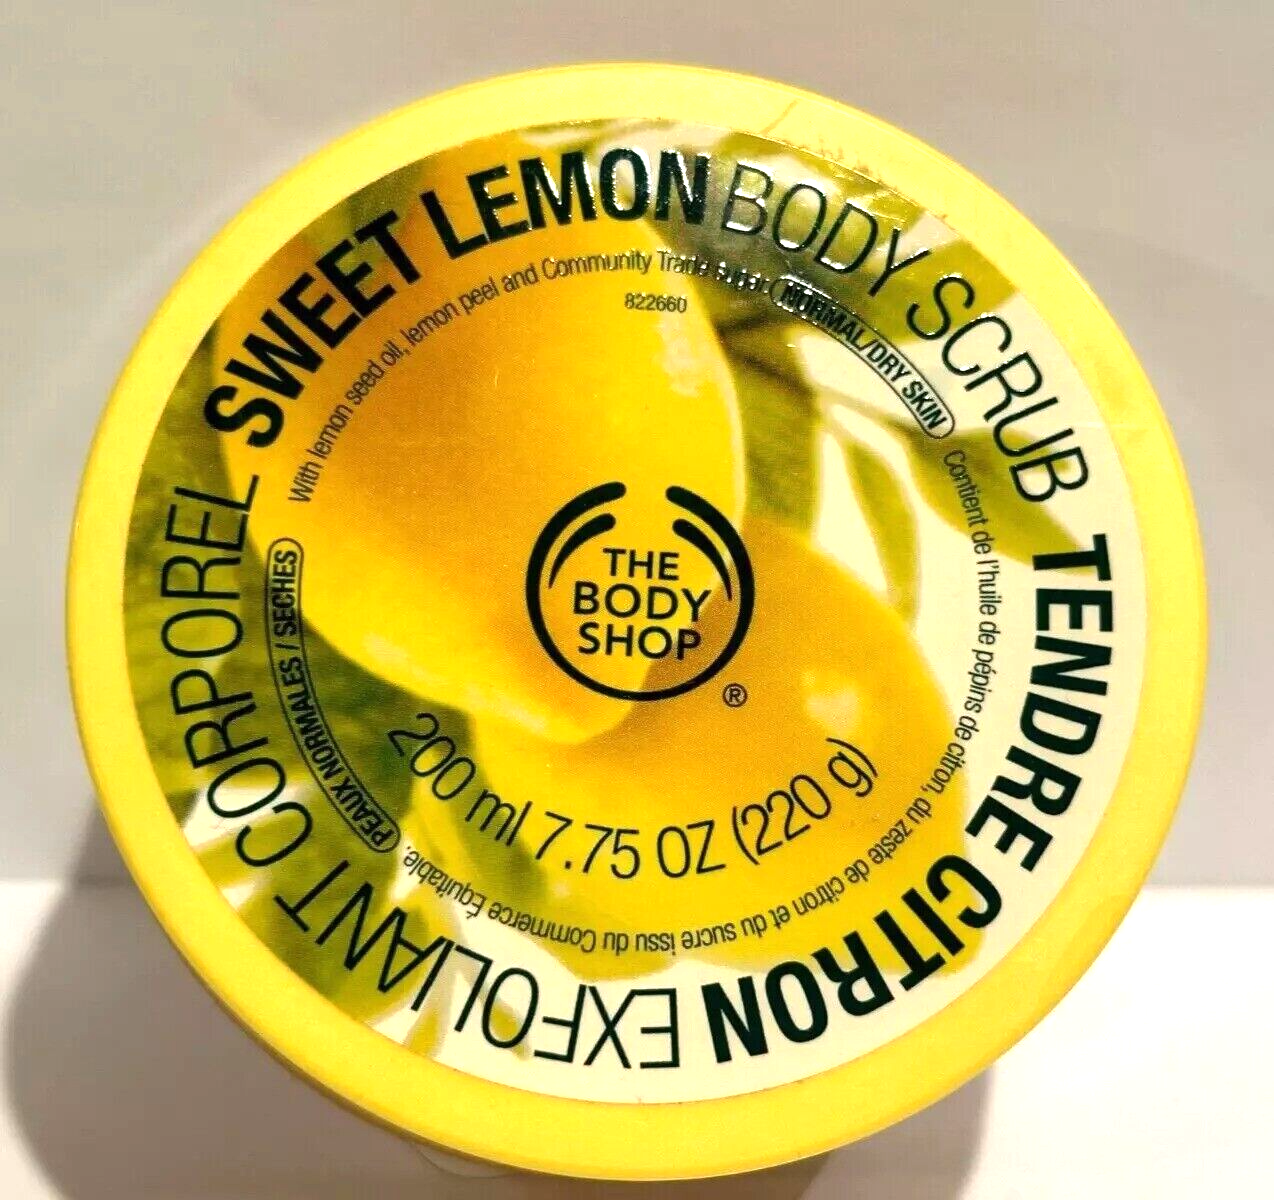 SWEET LEMON BODY SCRUB
With lemon seed oil, lemon peel and Community Trade sugar.
NORMAL/DRY SKIN
822660
TENDRE CITRON EXFOLIANT CORPOREL
Contient de l'huile de pépins de citron, du zeste de citron et du sucre issu du Commerce Équitable.
PEAUX NORMALES / SECHES
THE
BODY
SHOP
®
200 ml 7.75 OZ (220 g)